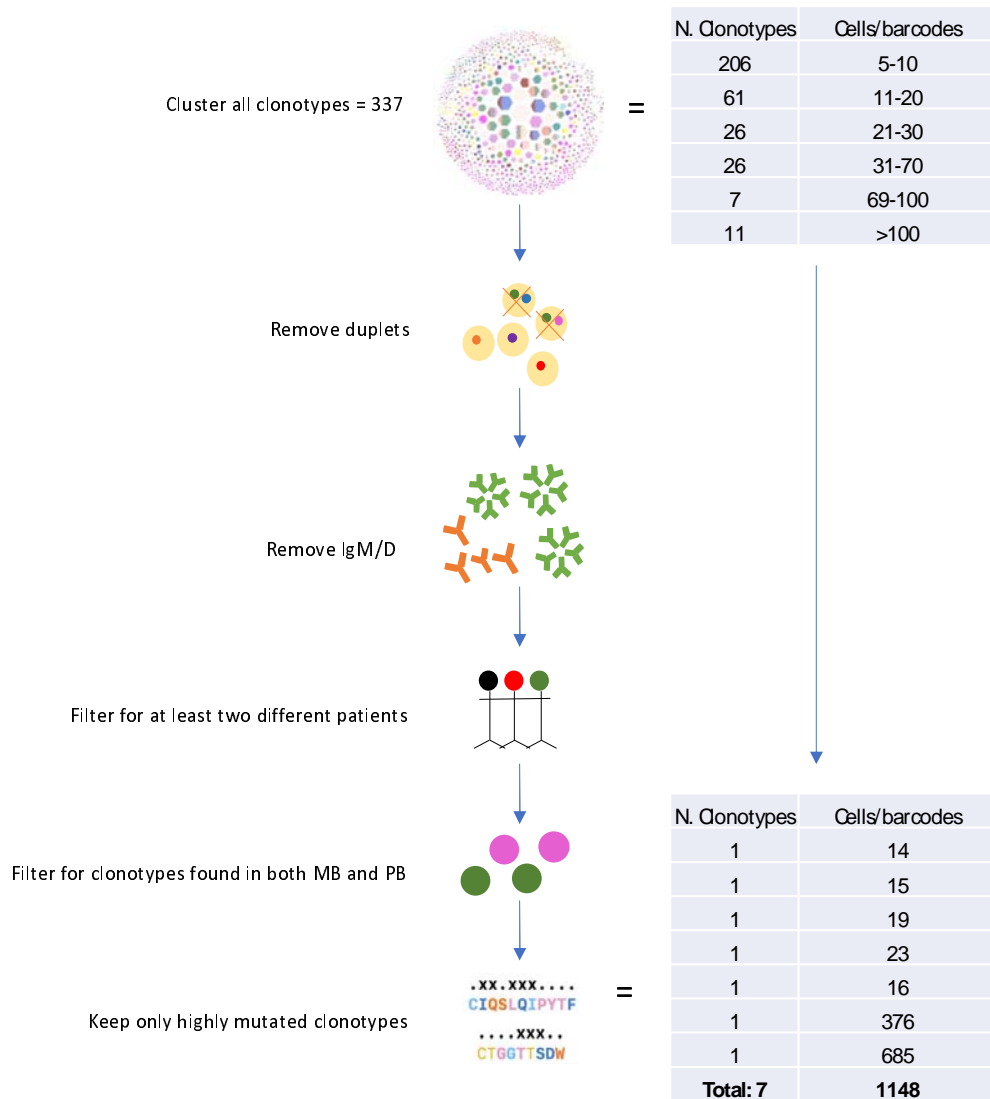 N. Clonotypes Cells/barcodes
206 5-10
Cluster all clonotypes = 337
=
61 11-20
26 21-30
26 31-70
7 69-100
11 >100
Remove duplets
Remove IgM/D
Filter for at least two different patients
Filter for clonotypes found in both MB and PB
Keep only highly mutated clonotypes
.xx.xxx....
CIQSLQIPYTF
....xxx..
CTGGTTSDW
=
N. Clonotypes Cells/barcodes
1 14
1 15
1 19
1 23
1 16
1 376
1 685
Total: 7 1148